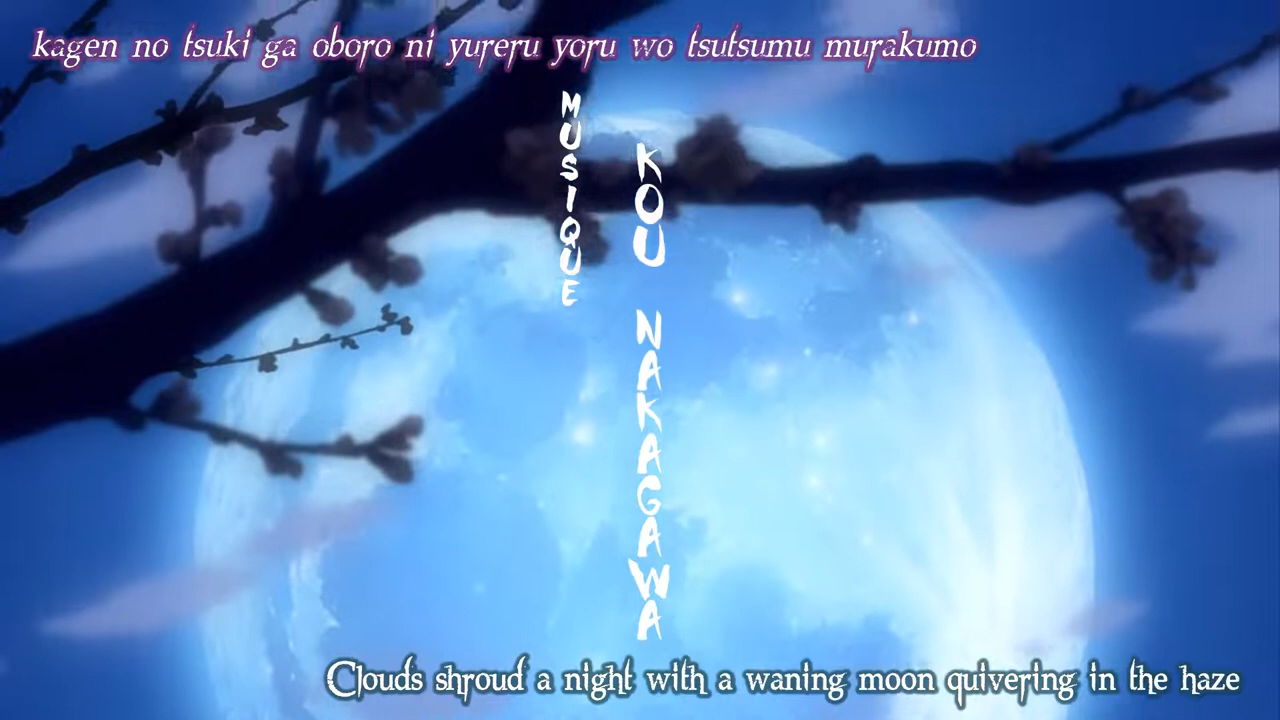 kagen no tsuki ga oboro ni yureru yoru wo tsutsumu murakumo
MUSIQUE
KOU NAKAGAWA
Clouds shroud a night with a waning moon quivering in the haze